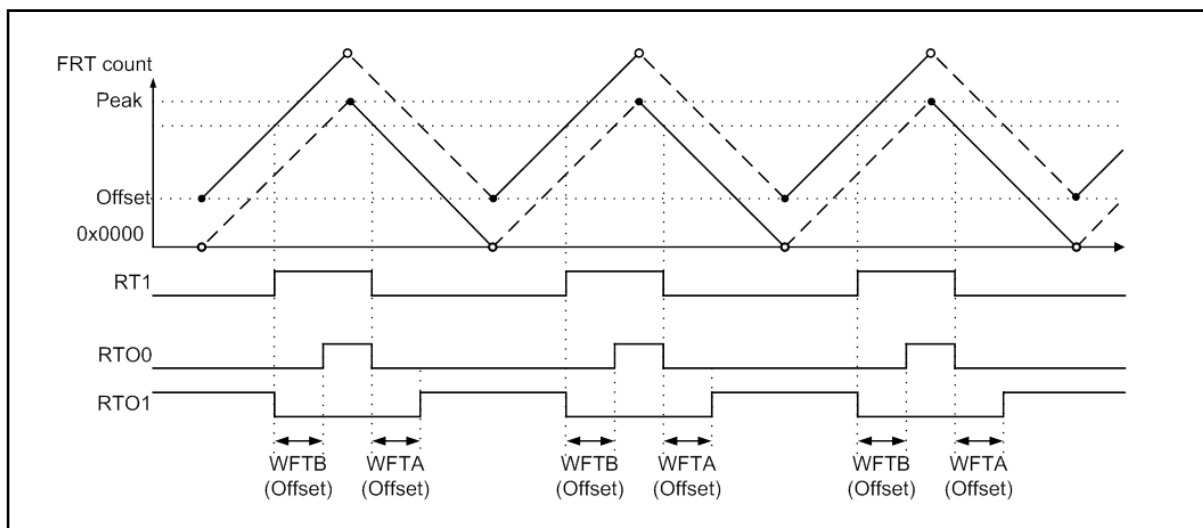 FRT count
Peak
Offset
0x0000
RT1
RTO0
RTO1
WFTB WFTA WFTB WFTA WFTB WFTA
(Offset) (Offset) (Offset) (Offset) (Offset) (Offset)